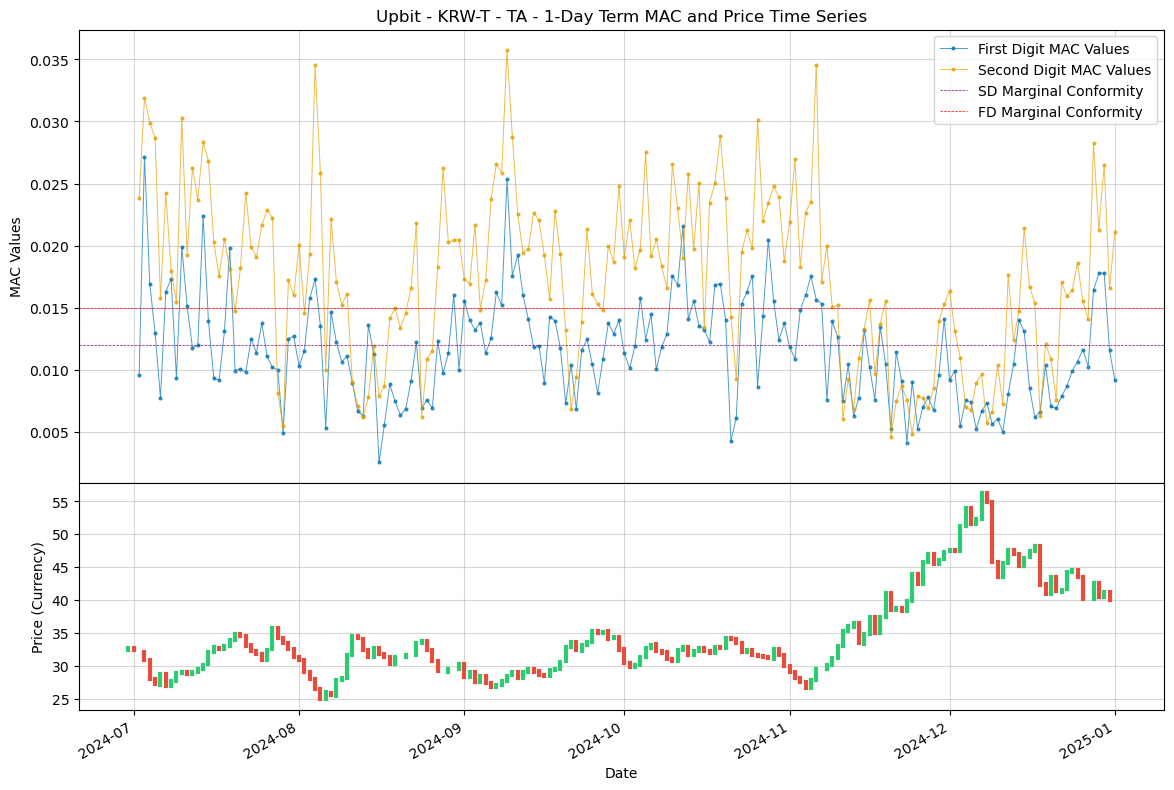 Upbit - KRW-T - TA - 1-Day Term MAC and Price Time Series
First Digit MAC Values
Second Digit MAC Values
SD Marginal Conformity
FD Marginal Conformity
MAC Values
0.035
0.030
0.025
0.020
0.015
0.010
0.005
Price (Currency)
55
50
45
40
35
30
25
2024-07
2024-08
2024-09
2024-10
2024-11
2024-12
2025-01
Date